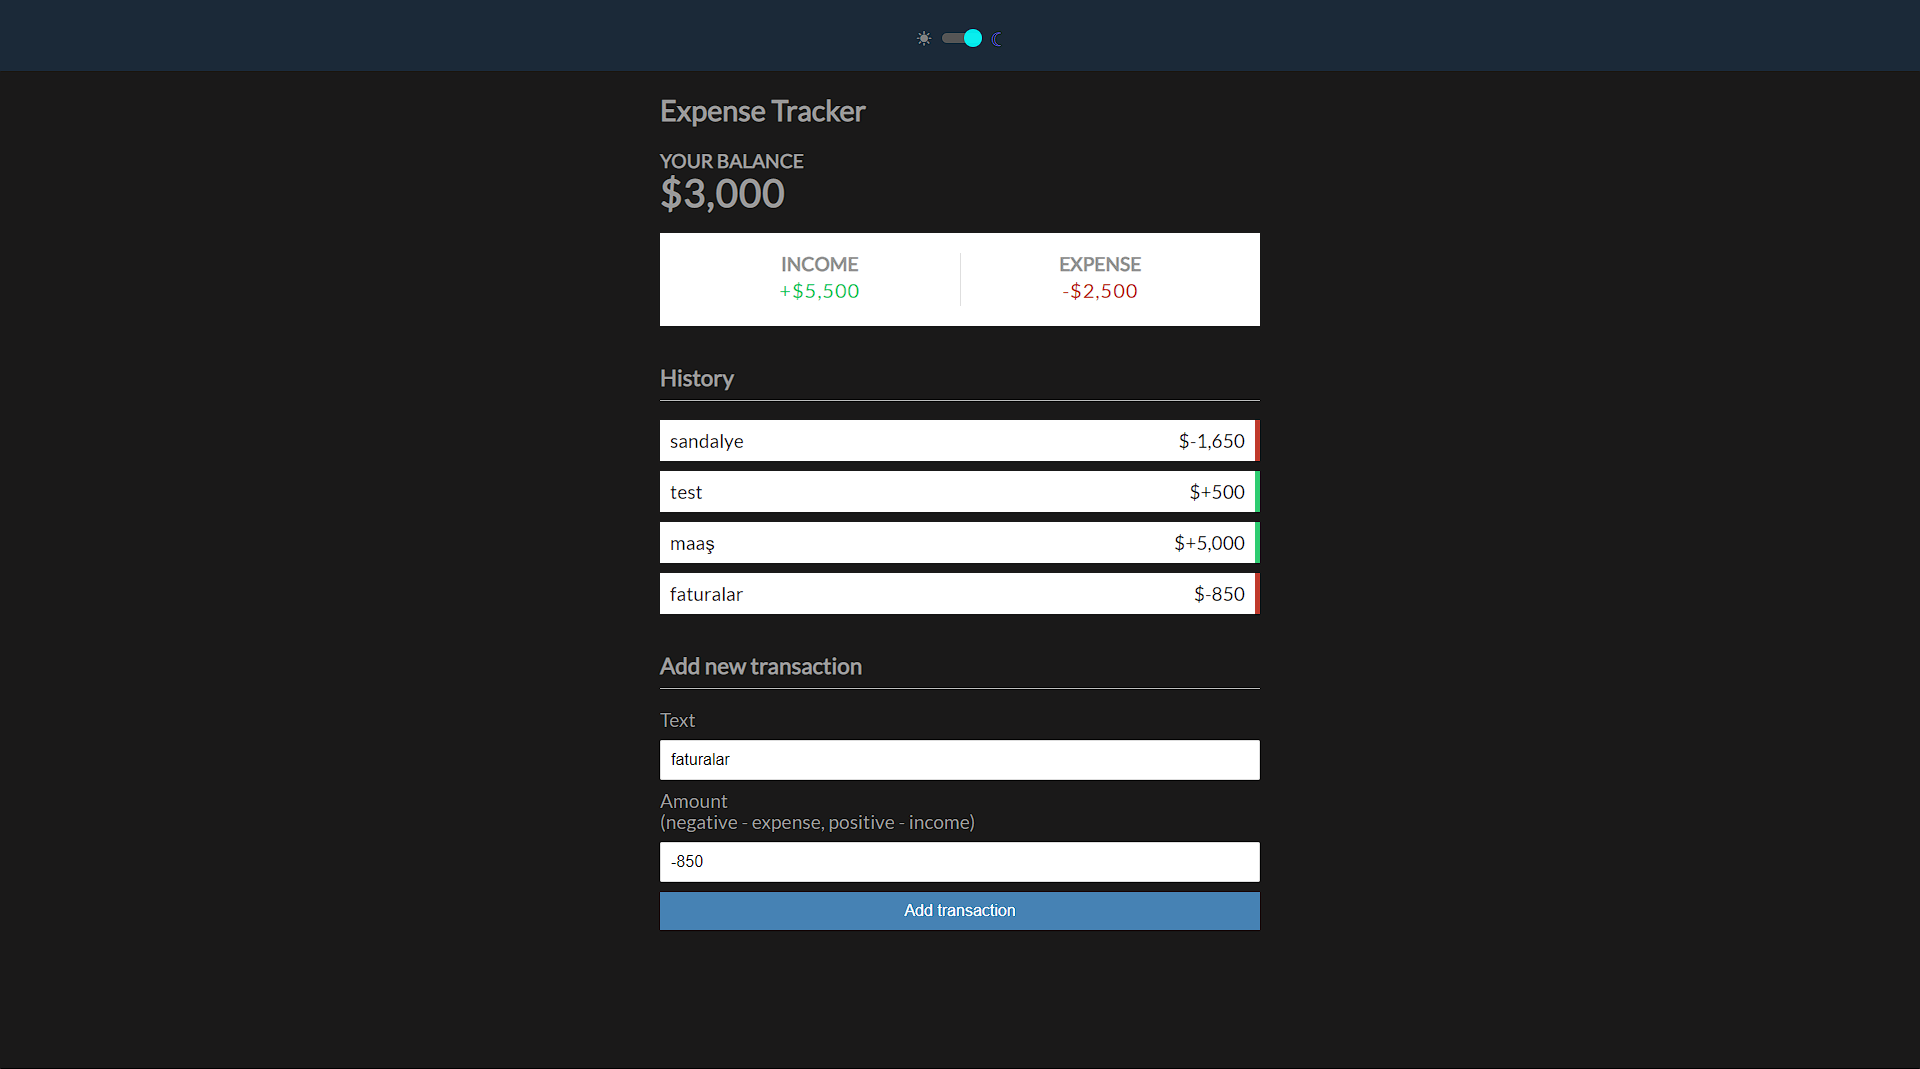 Expense Tracker
YOUR BALANCE
$3,000
INCOME EXPENSE
+$5,500 -$2,500
History
sandalye $-1,650
test $+500
maaş $+5,000
faturalar $-850
Add new transaction
Text
faturalar
Amount
(negative - expense, positive - income)
-850
Add transaction